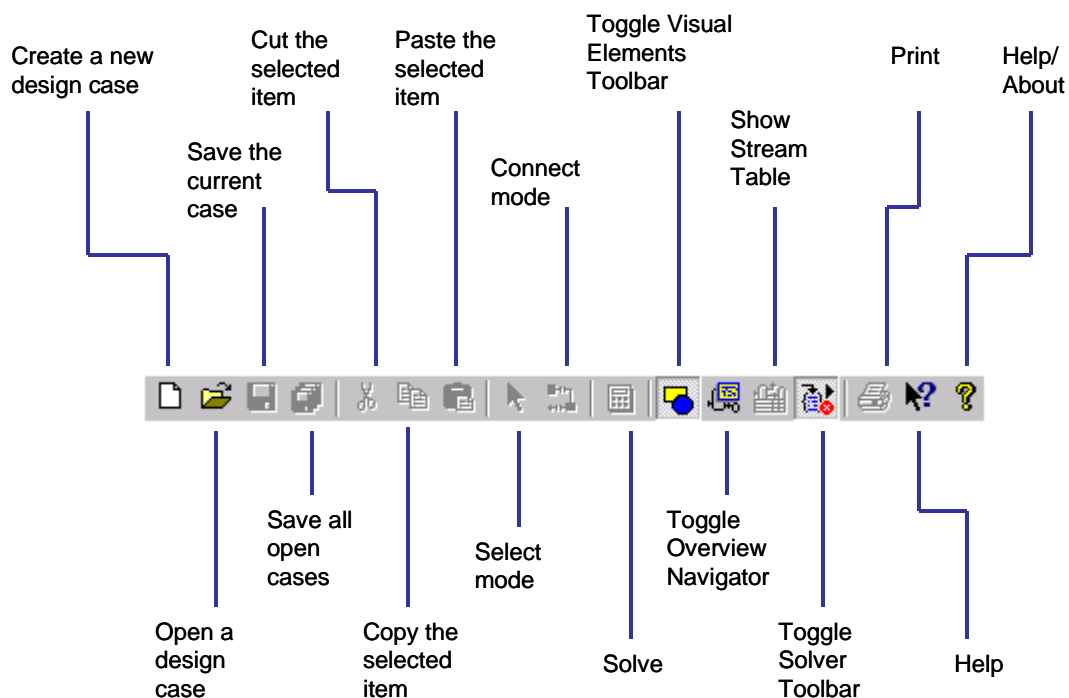 Create a new
design case
Cut the
selected
item
Paste the
selected
item
Toggle Visual
Elements
Toolbar
Print
Help/
About
Save the
current
case
Connect
mode
Show
Stream
Table
Save all
open
cases
Select
mode
Toggle
Overview
Navigator
Open a
design
case
Copy the
selected
item
Solve
Toggle
Solver
Toolbar
Help